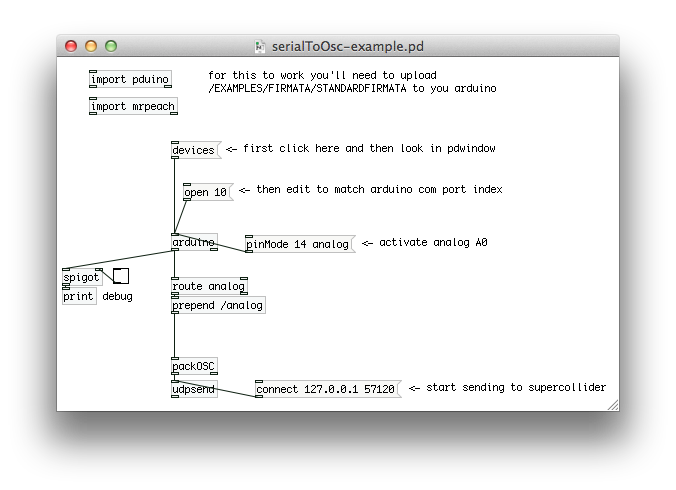 serialToOsc-example.pd
import pduino
for this to work you'll need to upload
/EXAMPLES/FIRMATA/STANDARDFIRMATA to you arduino
import mrpeach
devices
<- first click here and then look in pdwindow
open 10
<- then edit to match arduino com port index
arduino
pinMode 14 analog
<- activate analog A0
spigot
print
debug
route analog
prepend /analog
packOSC
udpsend
connect 127.0.0.1 57120
<- start sending to supercollider